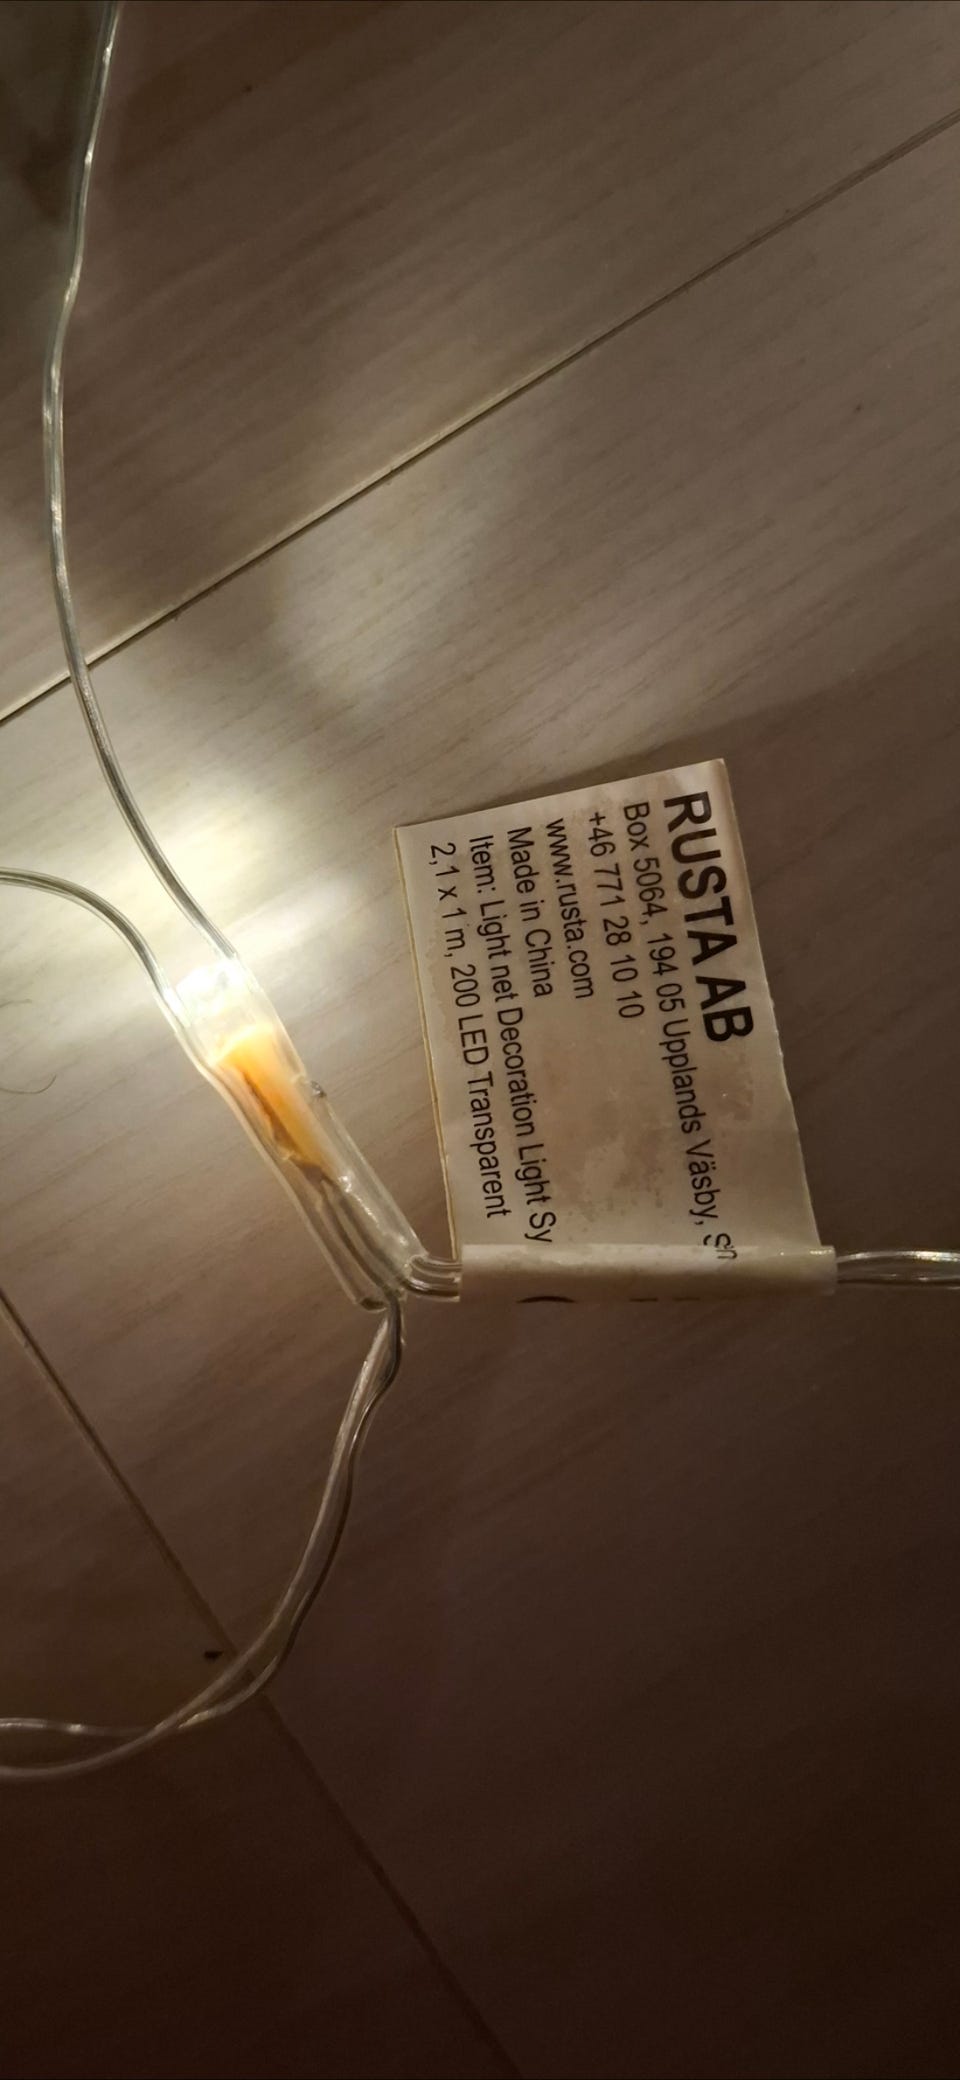 RUSTA AB
Box 5064, 194 05 Upplands Väsby,
+46 771 28 10 10
www.rusta.com
Made in China
Item: Light net Decoration Light Sy
2,1 x 1 m, 200 LED Transparent